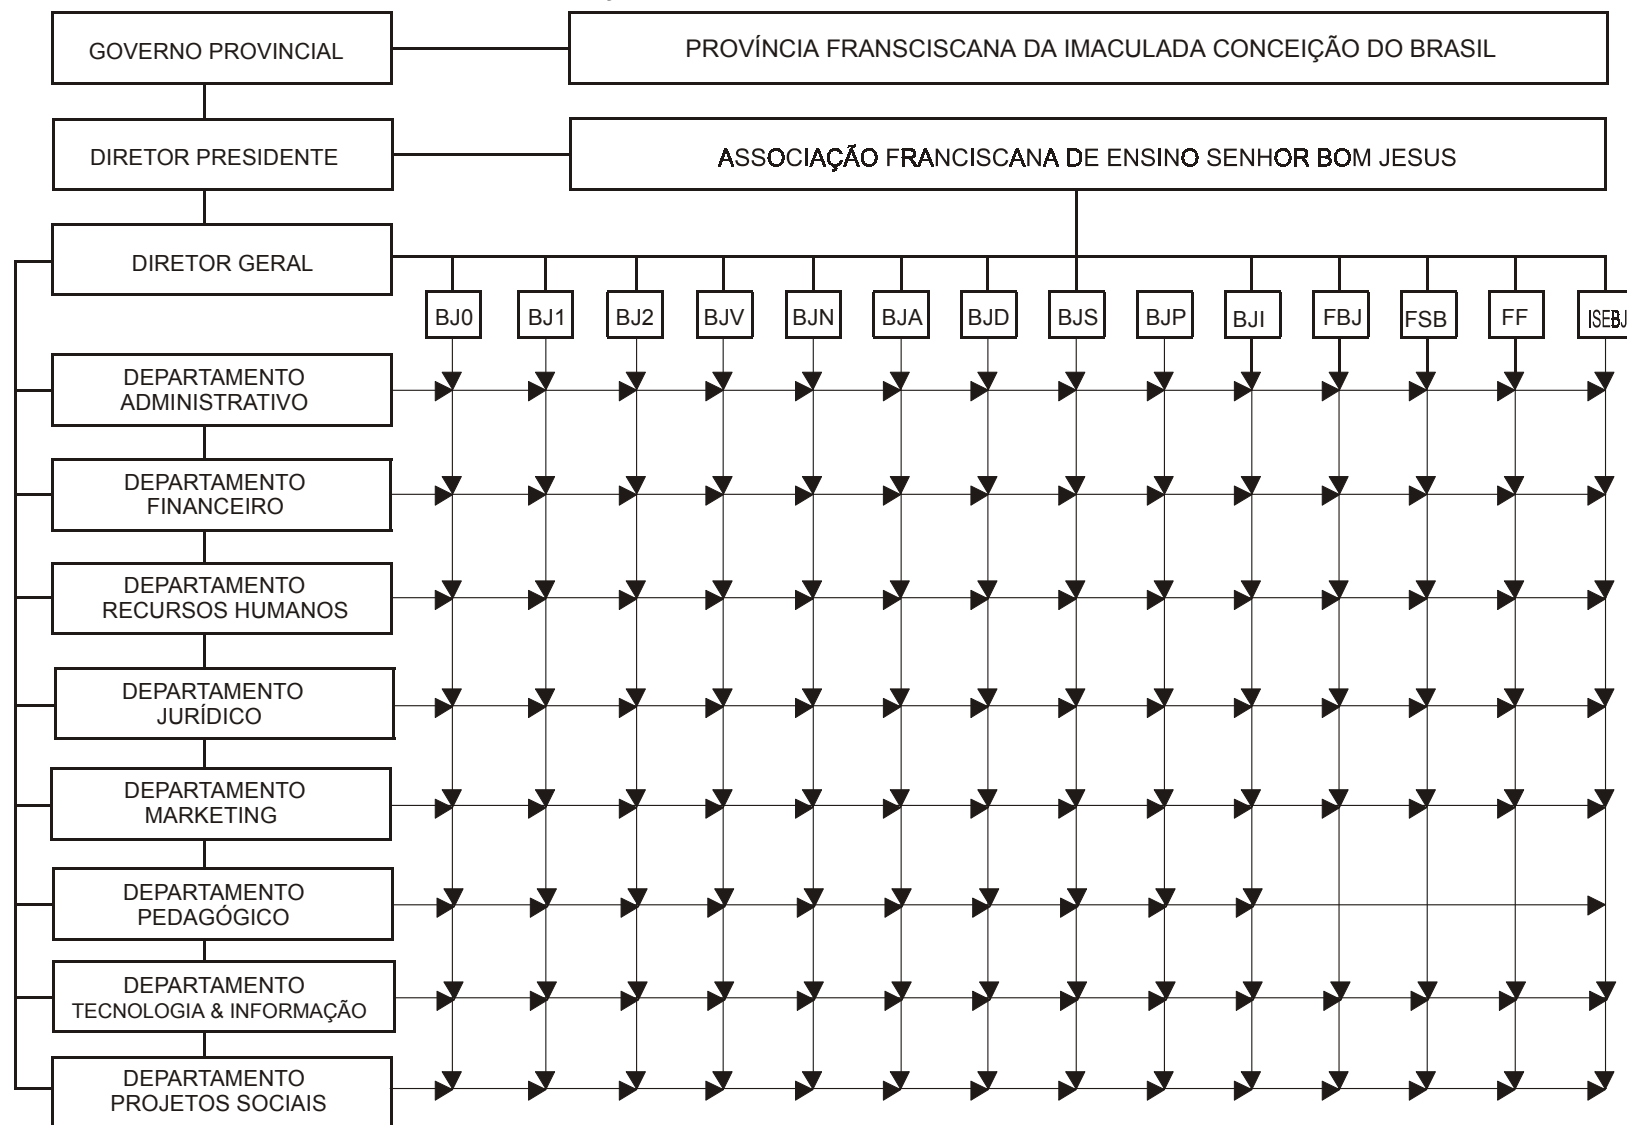 GOVERNO PROVINCIAL
PROVÍNCIA FRANSCISCANA DA IMACULADA CONCEIÇÃO DO BRASIL
DIRETOR PRESIDENTE
ASSOCIAÇÃO FRANCISCANA DE ENSINO SENHOR BOM JESUS
DIRETOR GERAL
BJ0 BJ1 BJ2 BJV BJN BJA BJD BJS BJP BJI FBJ FSB FF ISEBJ
DEPARTAMENTO
ADMINISTRATIVO
DEPARTAMENTO
FINANCEIRO
DEPARTAMENTO
RECURSOS HUMANOS
DEPARTAMENTO
JURÍDICO
DEPARTAMENTO
MARKETING
DEPARTAMENTO
PEDAGÓGICO
DEPARTAMENTO
TECNOLOGIA & INFORMAÇÃO
DEPARTAMENTO
PROJETOS SOCIAIS